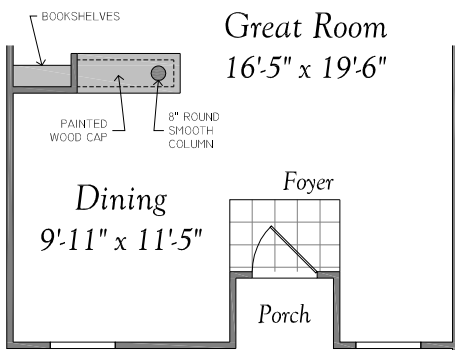 BOOKSHELVES
Great Room
16'-5" x 19'-6"
PAINTED
WOOD CAP
8" ROUND
SMOOTH
COLUMN
Dining
9'-11" x 11'-5"
Foyer
Porch